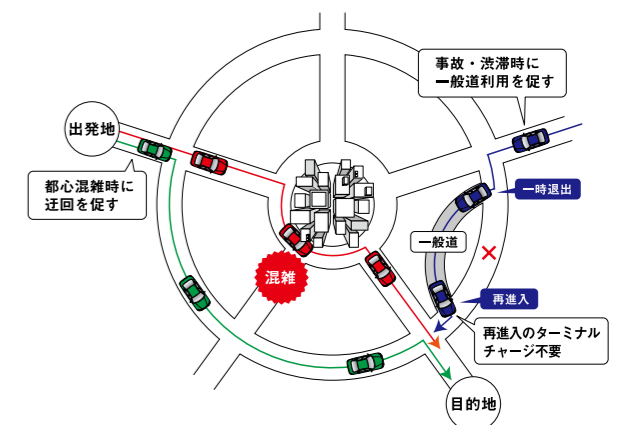 事故・渋滞時に
一般道利用を促す
出発地
都心混雑時に
迂回を促す
一時退出
一般道
混雑
再進入
再進入のターミナル
チャージ不要
目的地